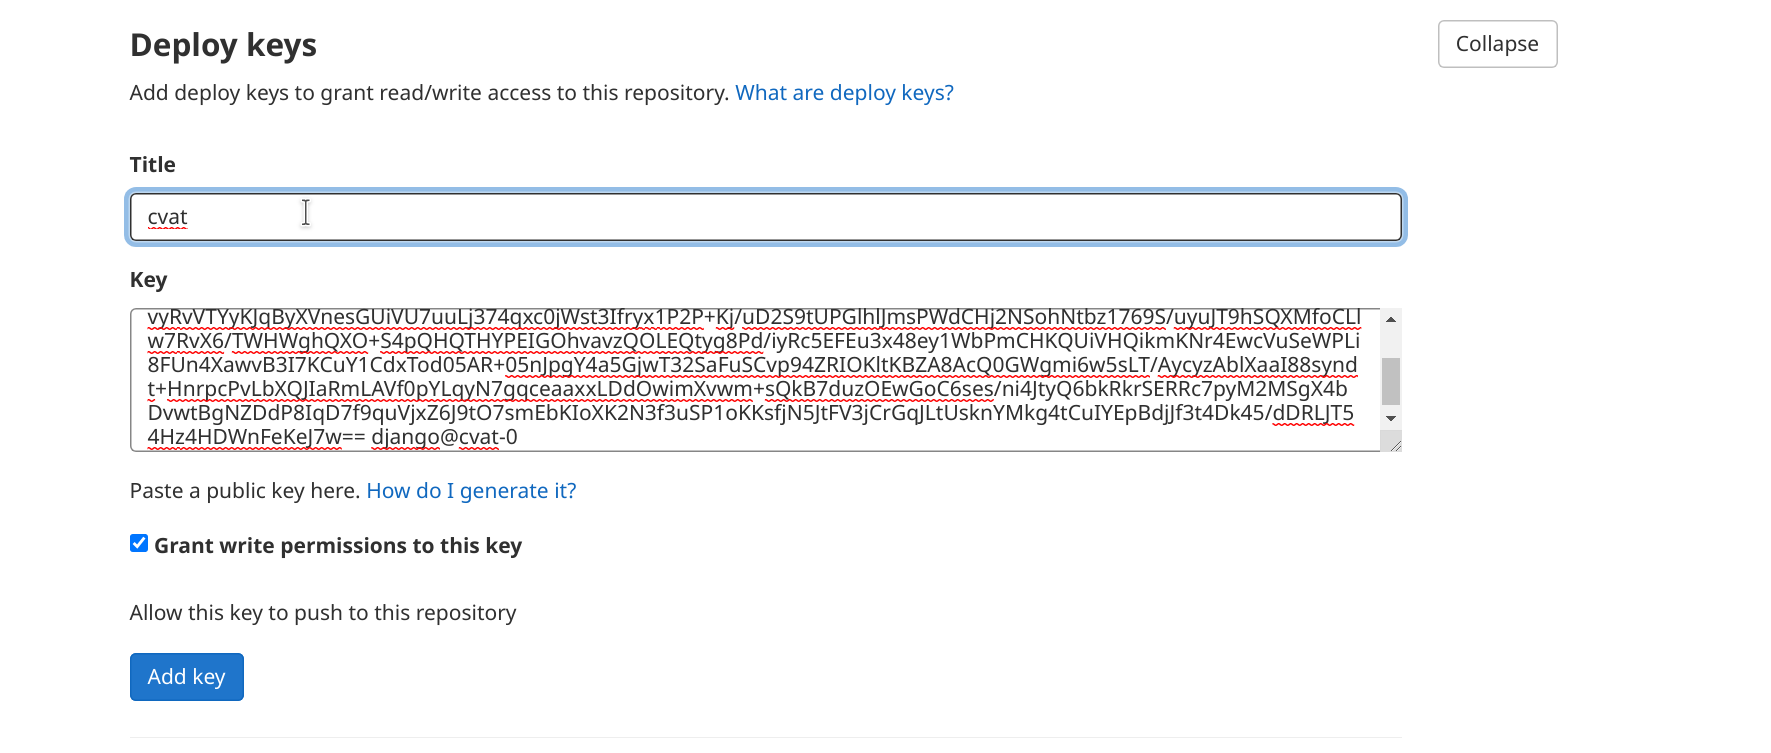 Deploy keys
Collapse
Add deploy keys to grant read/write access to this repository. What are deploy keys?
Title
cvat
Key
vyRvVTYyKJqByXVnesGUiVU7uuLj374qxc0jWst3Ifryx1P2P+Kj/uD2S9tUPGlhlJmsPWdCHj2NSohNtbz1769S/uyuJT9hSQXMfoCLl
w7RvX6/TWHWghQXO+S4pQHQTHYPEIGOhvavzQOLEQtyg8Pd/iyRc5EFEu3x48ey1WbPmCHKQUiVHQikmKNr4EwcVuSeWPLi
8FUn4XawvB3I7KCuY1CdxTod05AR+05nJpgY4a5GjwT32SaFuSCvp94ZRIOKltKBZA8AcQ0GWgmi6w5sLT/AycyzAblXaaI88synd
t+HnrpcPvLbXQJIaRmLAVf0pYLqyN7gqceaaxxLDdOwimXvwm+sQkB7duzOEwGoC6ses/ni4JtyQ6bkRkrSERRc7pyM2MSgX4b
DvwtBgNZDdP8IqD7f9quVjxZ6J9tO7smEbKIoXK2N3f3uSP1oKKsfjN5JtFV3jCrGqJLtUsknYMkg4tCuIYEpBdjJf3t4Dk45/dDRLJT5
4Hz4HDWnFeKeJ7w== django@cvat-0
Paste a public key here. How do I generate it?
Grant write permissions to this key
Allow this key to push to this repository
Add key